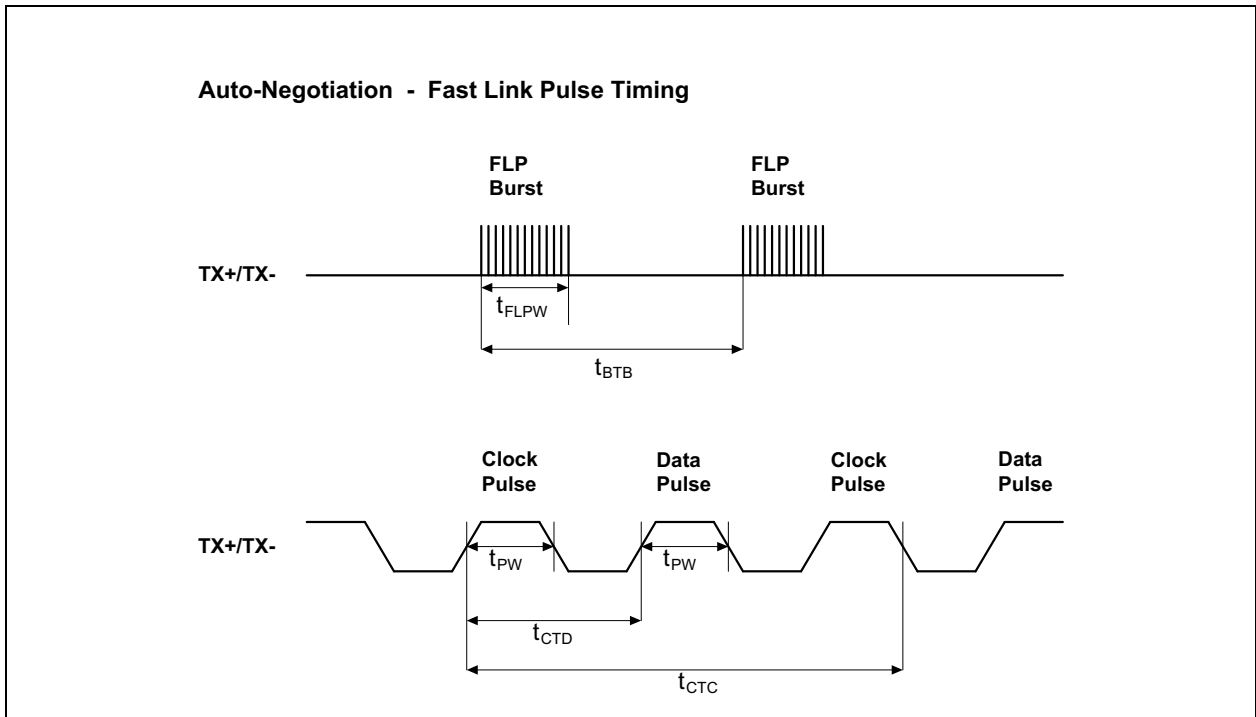 Auto-Negotiation - Fast Link Pulse Timing
FLP
Burst
FLP
Burst
TX+/TX-
tFLPW
tBTB
Clock
Pulse
Data
Pulse
Clock
Pulse
Data
Pulse
TX+/TX-
tPW
tPW
tCTD
tCTC